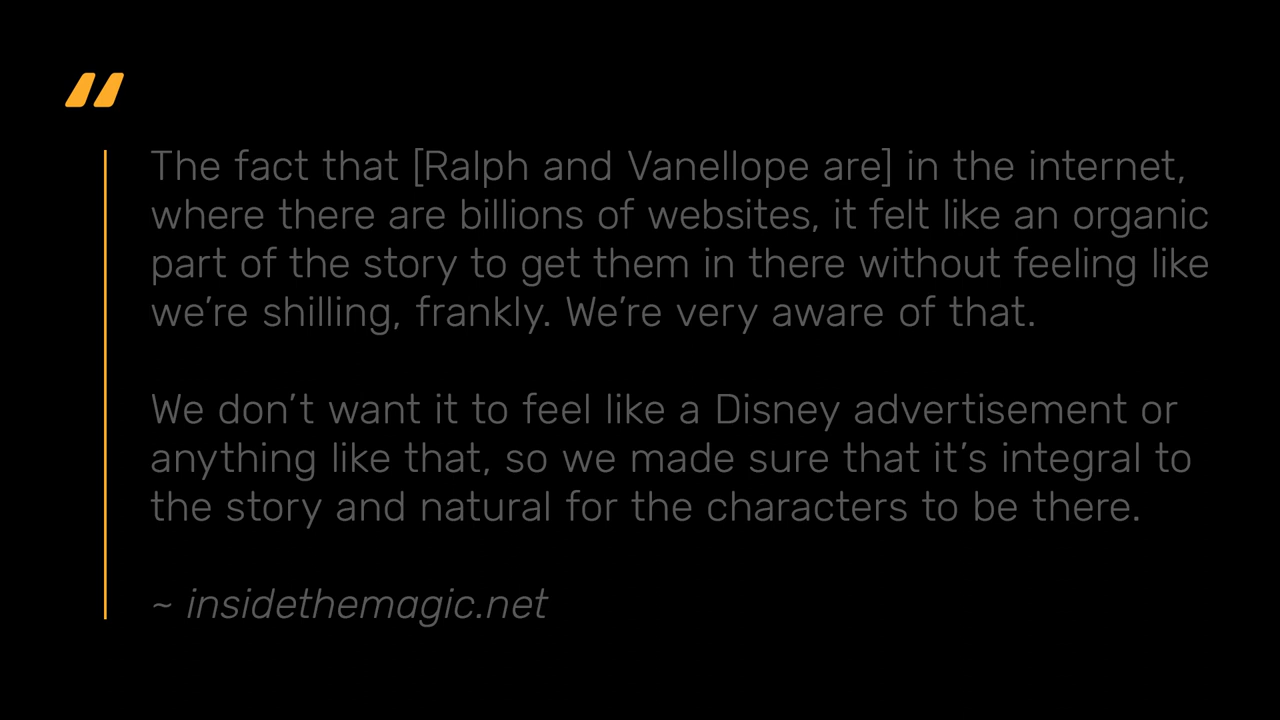 “
The fact that [Ralph and Vanellope are] in the internet,
where there are billions of websites, it felt like an organic
part of the story to get them in there without feeling like
we’re shilling, frankly. We’re very aware of that.
We don’t want it to feel like a Disney advertisement or
anything like that, so we made sure that it’s integral to
the story and natural for the characters to be there.
~ insidethemagic.net